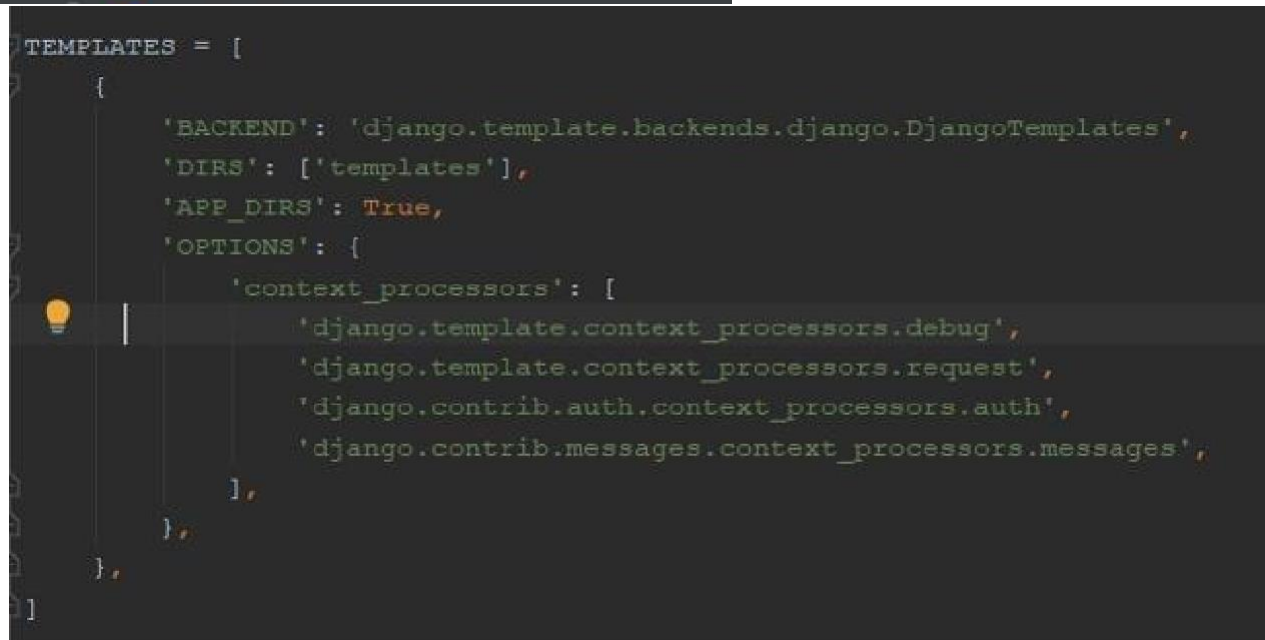 TEMPLATES = [
    {
        'BACKEND': 'django.template.backends.django.DjangoTemplates',
        'DIRS': ['templates'],
        'APP_DIRS': True,
        'OPTIONS': {
            'context_processors': [
                'django.template.context_processors.debug',
                'django.template.context_processors.request',
                'django.contrib.auth.context_processors.auth',
                'django.contrib.messages.context_processors.messages',
            ],
        },
    },
]